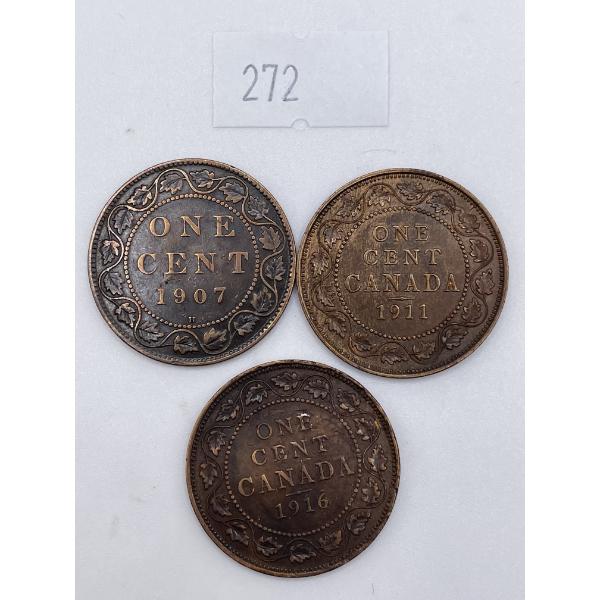 272
ONE
CENT
1907
H
ONE
CENT
CANADA
1911
ONE
CENT
CANADA
1916